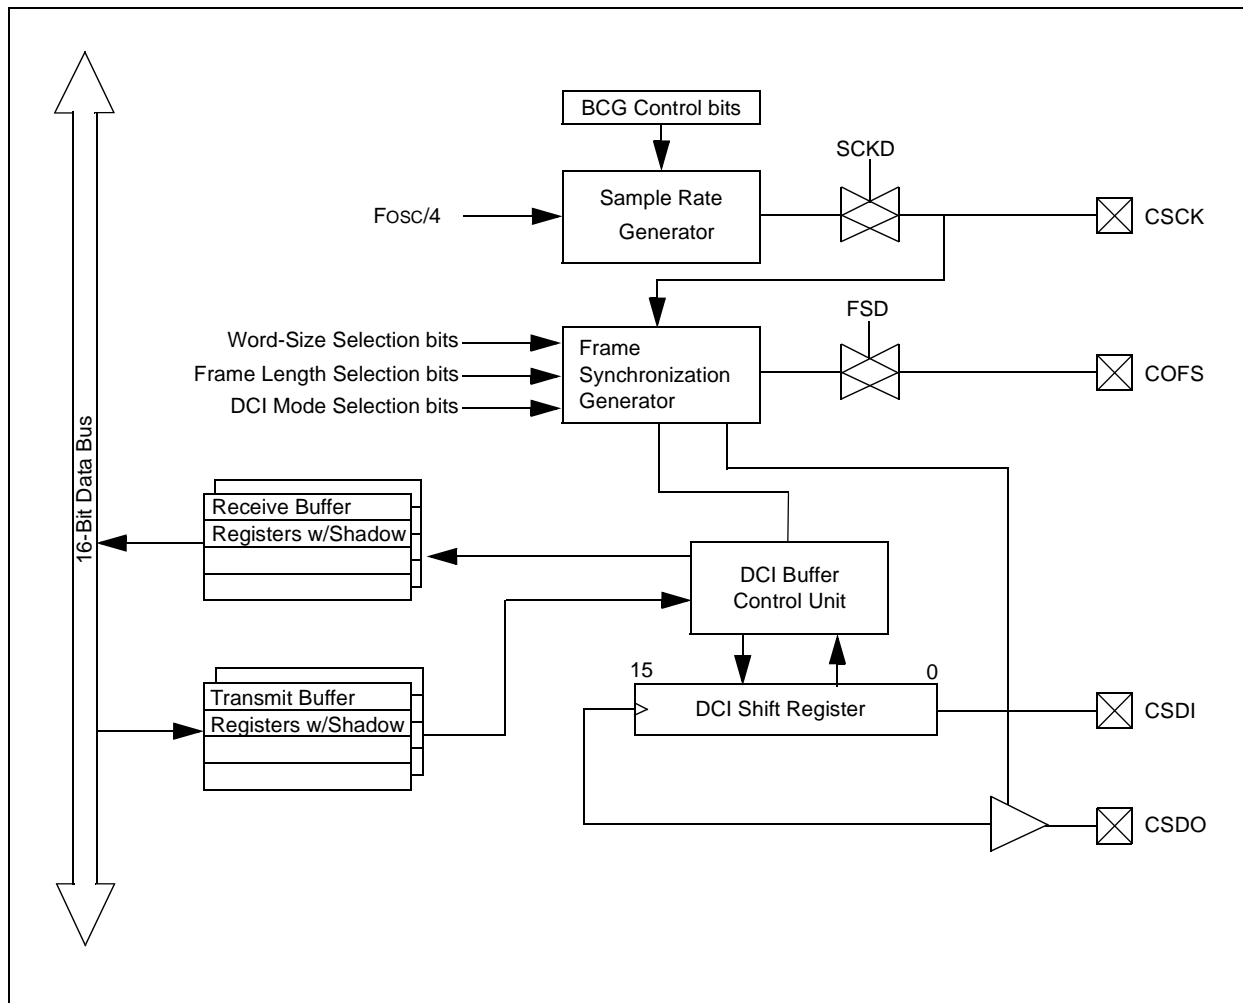 BCG Control bits
SCKD
Sample Rate
Generator
FOSC/4
CSCK
FSD
Word-Size Selection bits
Frame Length Selection bits
DCI Mode Selection bits
Frame
Synchronization
Generator
COFS
16-Bit Data Bus
Receive Buffer
Registers w/Shadow
DCI Buffer
Control Unit
Transmit Buffer
Registers w/Shadow
15
0
DCI Shift Register
CSDI
CSDO